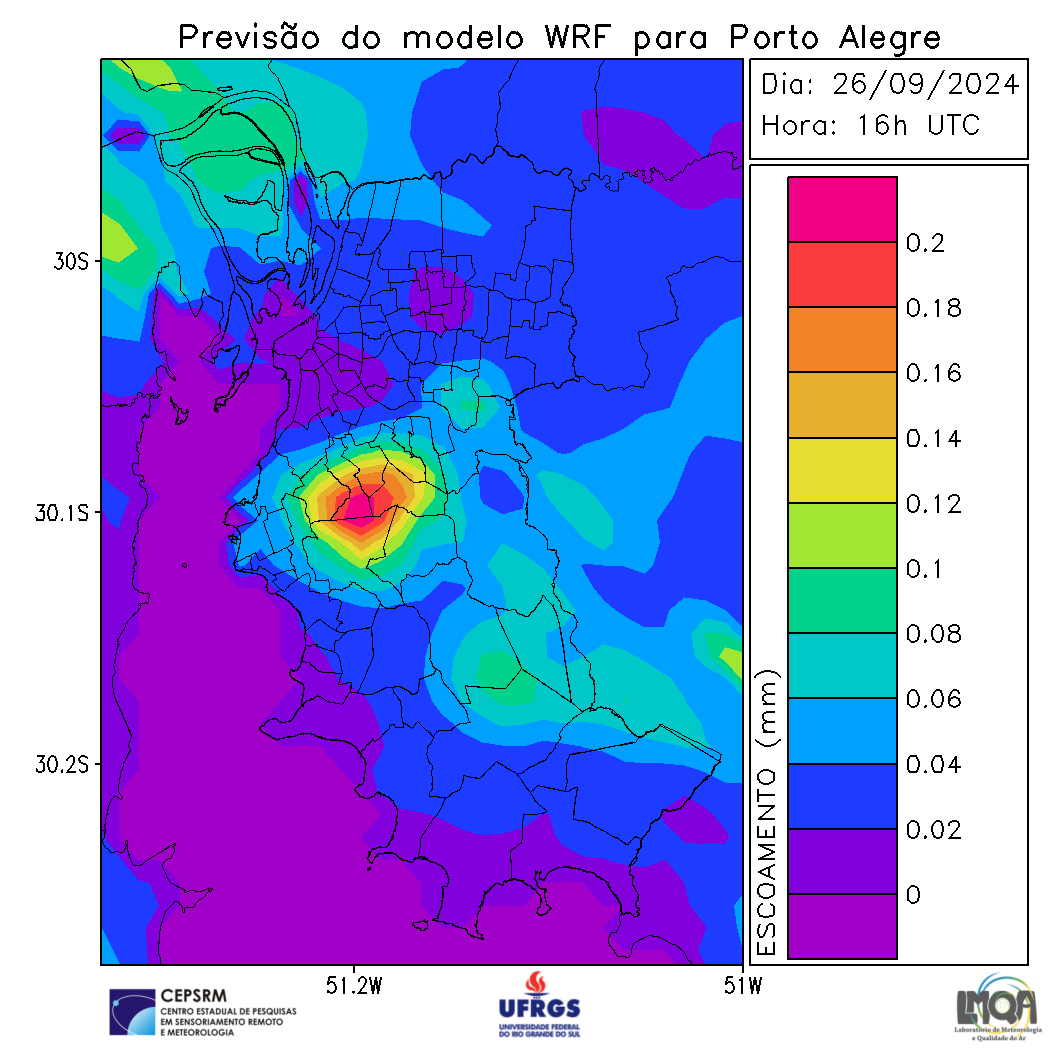 Previsão do modelo WRF para Porto Alegre
Dia: 26/09/2024
Hora: 16h UTC
0.2
0.18
0.16
0.14
0.12
0.1
0.08
0.06
0.04
0.02
0
ESCOAMENTO (mm)
30S
30.1S
30.2S
51.2W
51W
CEPSRM
CENTRO ESTADUAL DE PESQUISAS
EM SENSORIAMENTO REMOTO
E METEOROLOGIA
UFRGS
UNIVERSIDADE FEDERAL
DO RIO GRANDE DO SUL
LMQA
Laboratório de Meteorologia
e Qualidade do Ar